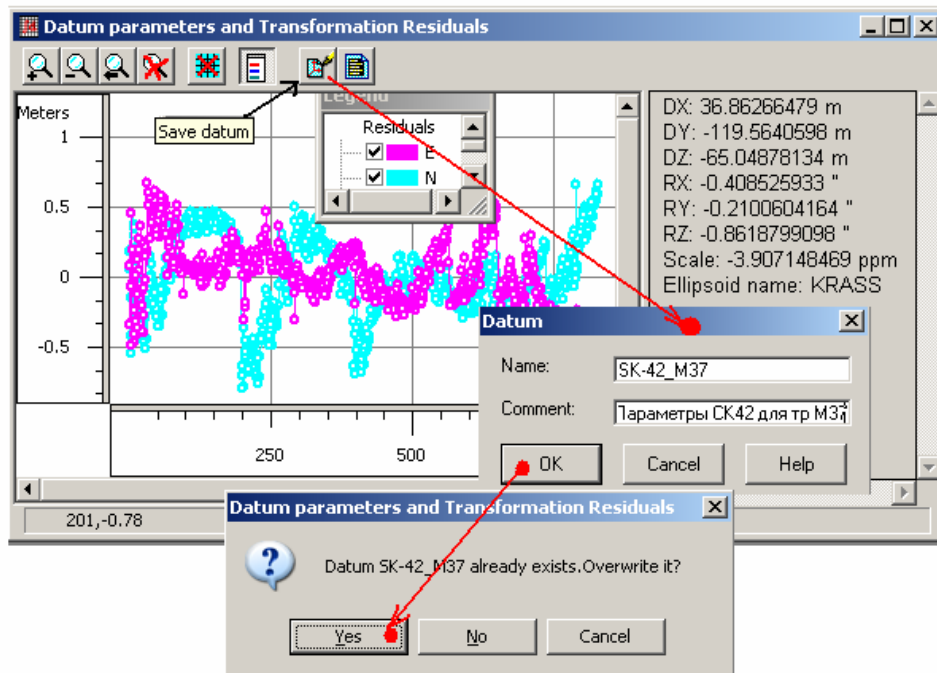 Datum parameters and Transformation Residuals
Save datum
Meters
1
0.5
0
-0.5
250
500
Legend
Residuals
E
N
DX: 36.86266479 m
DY: -119.5640598 m
DZ: -65.04878134 m
RX: -0.408525933 "
RY: -0.2100604164 "
RZ: -0.8618799098 "
Scale: -3.907148469 ppm
Ellipsoid name: KRASS
Datum
Name: SK-42_M37
Comment: Параметры СК42 для тр М37
OK Cancel Help
201,-0.78
Datum parameters and Transformation Residuals
Datum SK-42_M37 already exists.Overwrite it?
Yes No Cancel